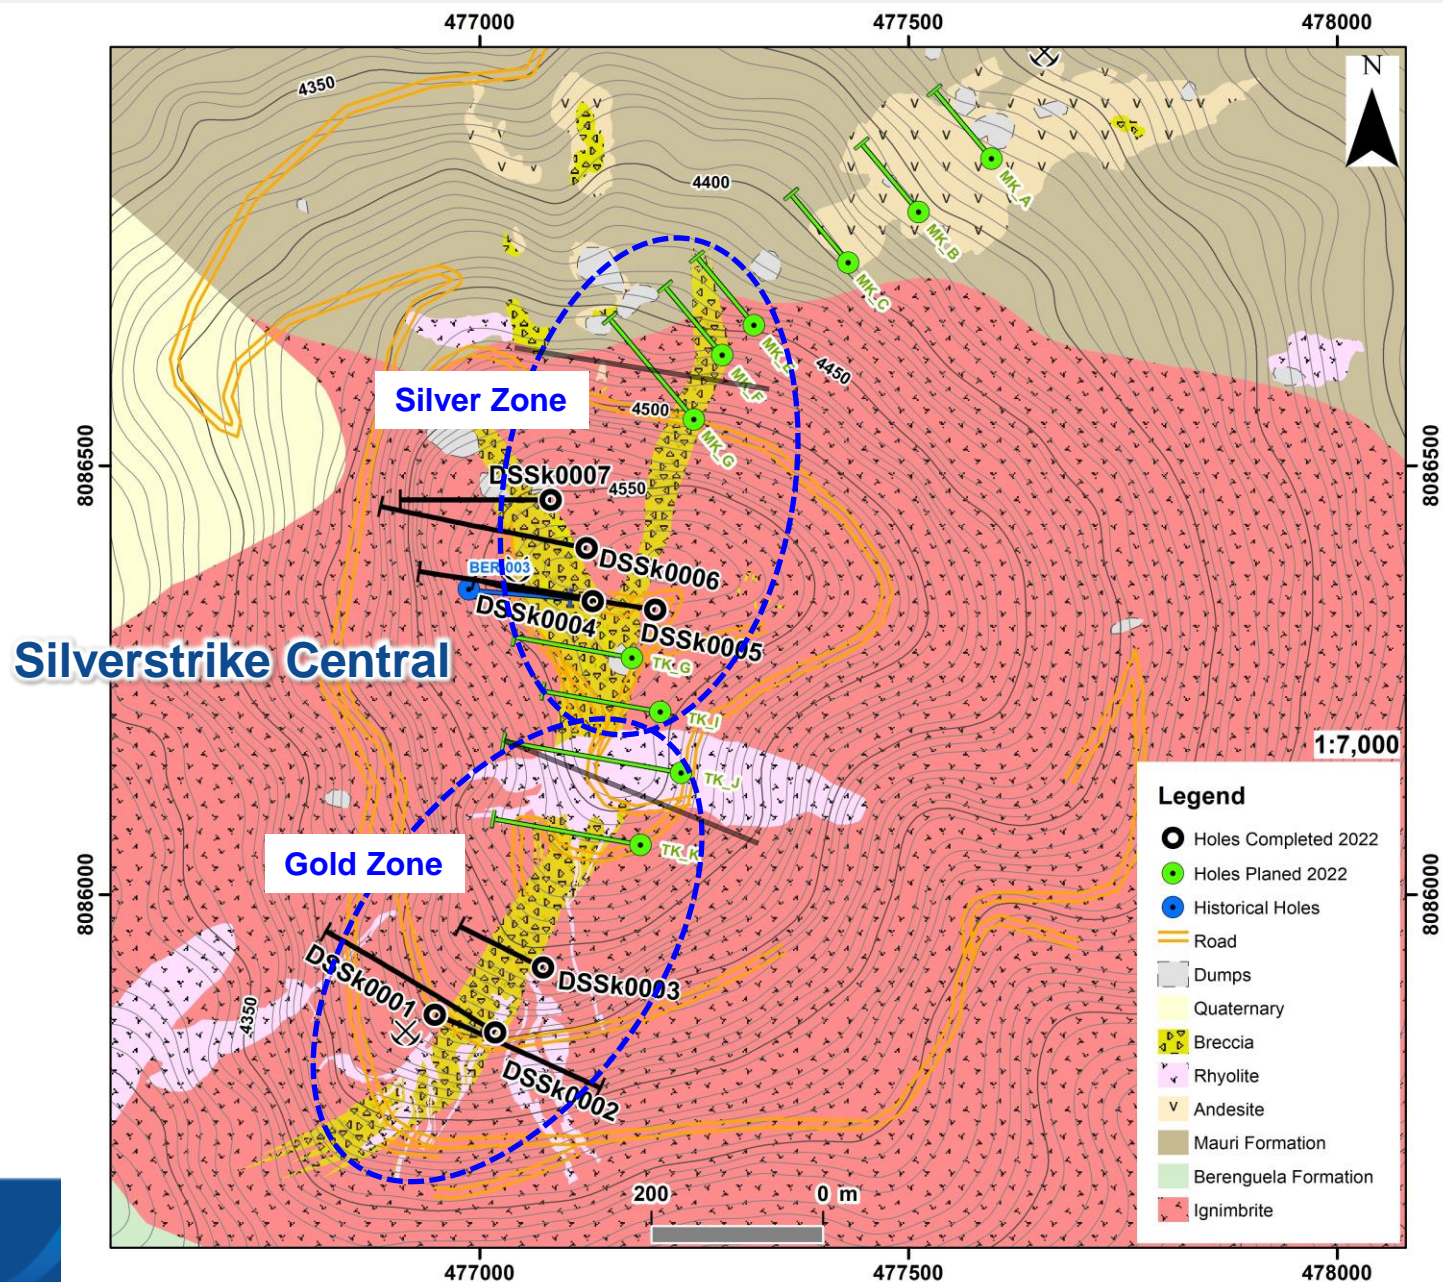 477000
477500
478000
N
4350
4400
MK_A
MK_B
MK_C
4450
MK_F
Silver Zone
4500
MK_G
8086500
8086500
DSSk0007
4550
DSSk0006
BER003
DSSk0004
DSSk0005
TK_G
Silverstrike Central
TK_I
1:7,000
TK_J
Gold Zone
TK_K
8086000
8086000
DSSk0001
DSSk0003
4350
DSSk0002
Legend
Holes Completed 2022
Holes Planed 2022
Historical Holes
Road
Dumps
Quaternary
Breccia
Rhyolite
Andesite
Mauri Formation
Berenguela Formation
Ignimbrite
200 0 m
477000
477500
478000